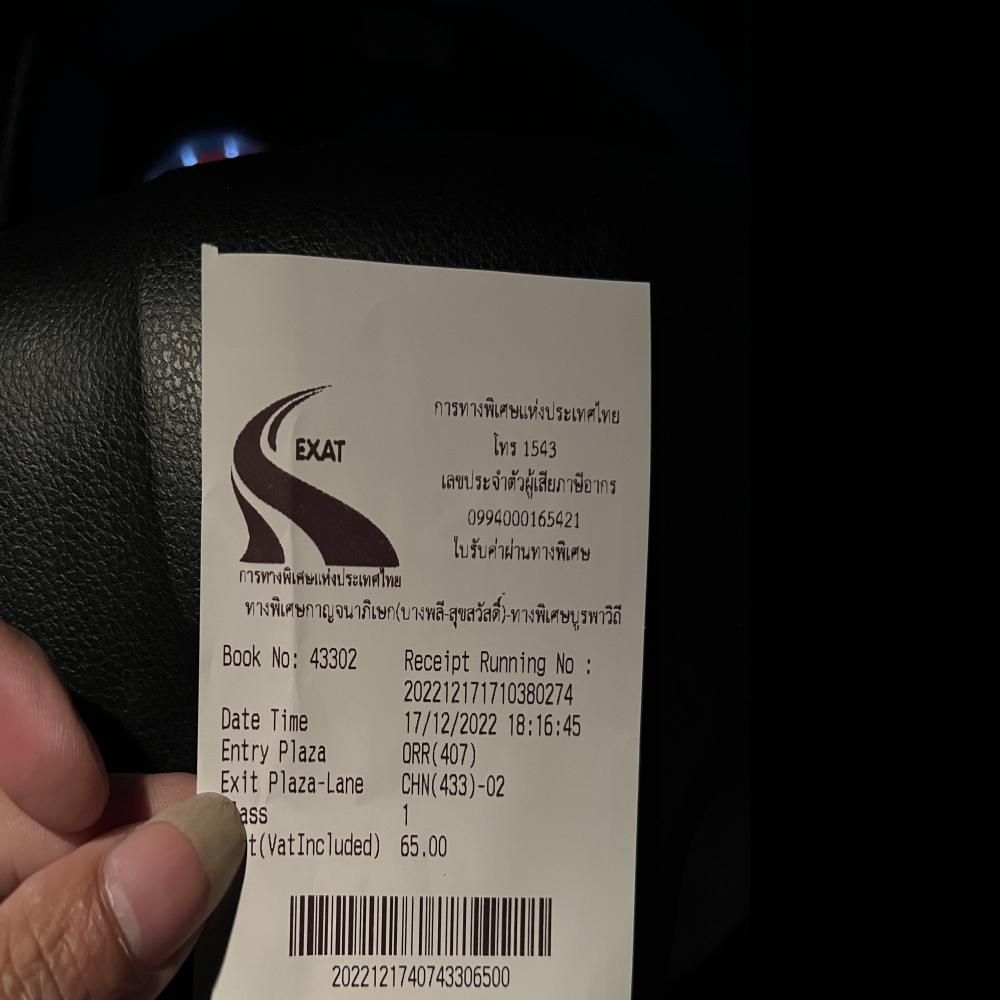 EXAT
การทางพิเศษแห่งประเทศไทย
การทางพิเศษแห่งประเทศไทย
โทร 1543
เลขประจำตัวผู้เสียภาษีอากร
0994000165421
ใบรับค่าผ่านทางพิเศษ
ทางพิเศษกาญจนาภิเษก(บางพลี-สุขสวัสดิ์)-ทางพิเศษบูรพาวิถี
Book No: 43302 Receipt Running No :
202212171710380274
Date Time 17/12/2022 18:16:45
Entry Plaza ORR(407)
Exit Plaza-Lane CHN(433)-02
ass 1
t(VatIncluded) 65.00
2022121740743306500